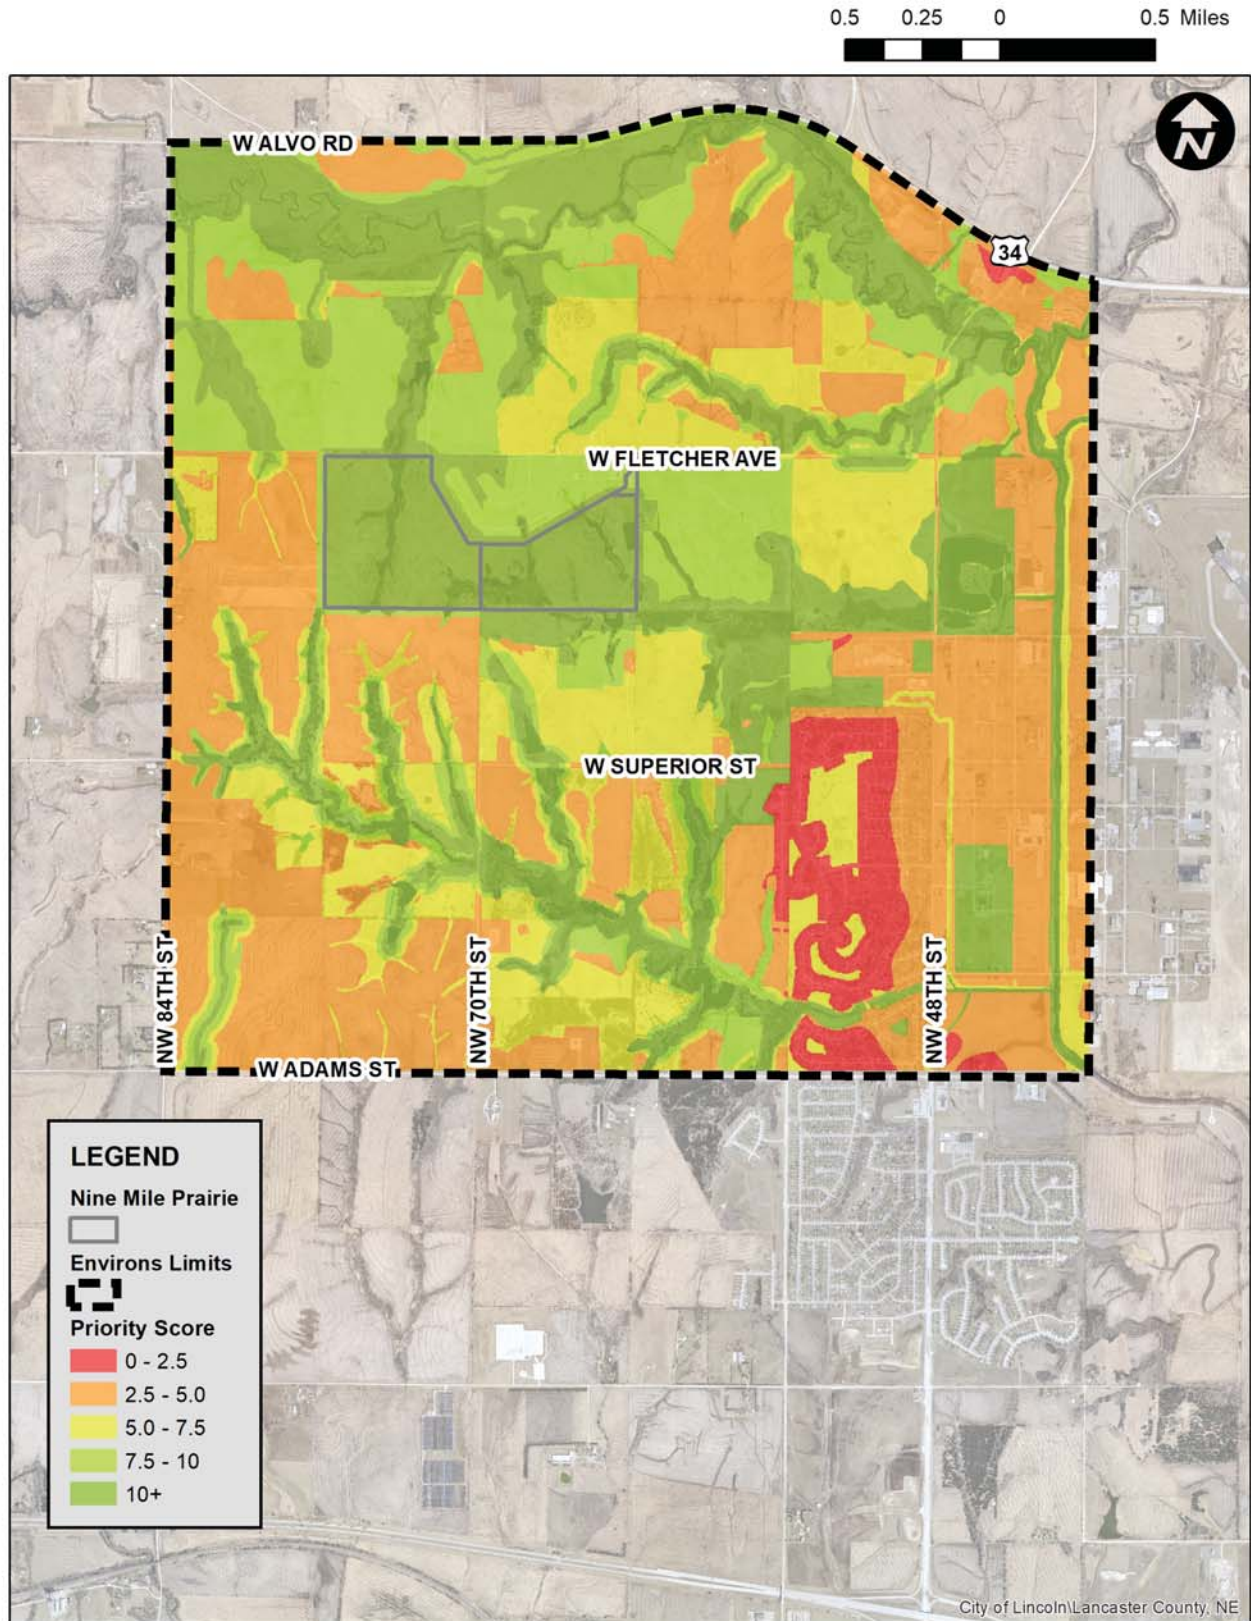 0.5 0.25 0 0.5 Miles
N
W ALVO RD
34
W FLETCHER AVE
W SUPERIOR ST
NW 84TH ST
NW 70TH ST
NW 48TH ST
W ADAMS ST
LEGEND
Nine Mile Prairie
Environs Limits
Priority Score
0 - 2.5
2.5 - 5.0
5.0 - 7.5
7.5 - 10
10+
City of Lincoln\Lancaster County, NE